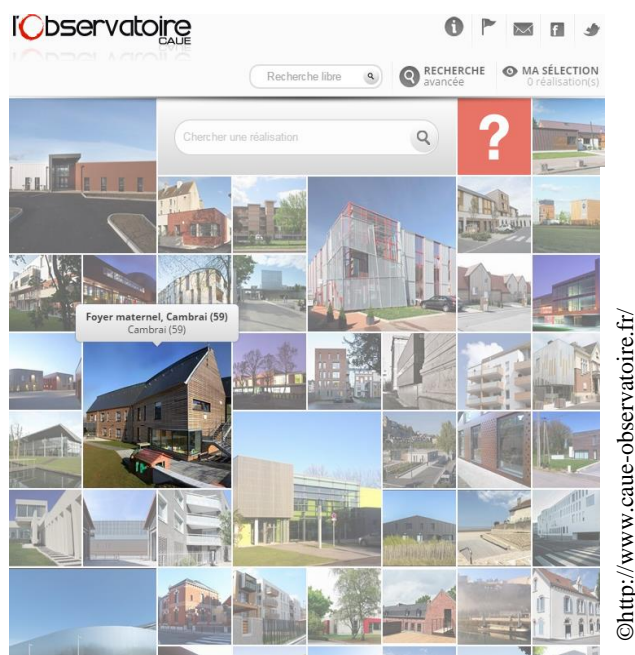 l'Observatoire
CAUE
Recherche libre
RECHERCHE
avancée
MA SÉLECTION
0 réalisation(s)
Chercher une réalisation
?
Foyer maternel, Cambrai (59)
Cambrai (59)
©http://www.caue-observatoire.fr/